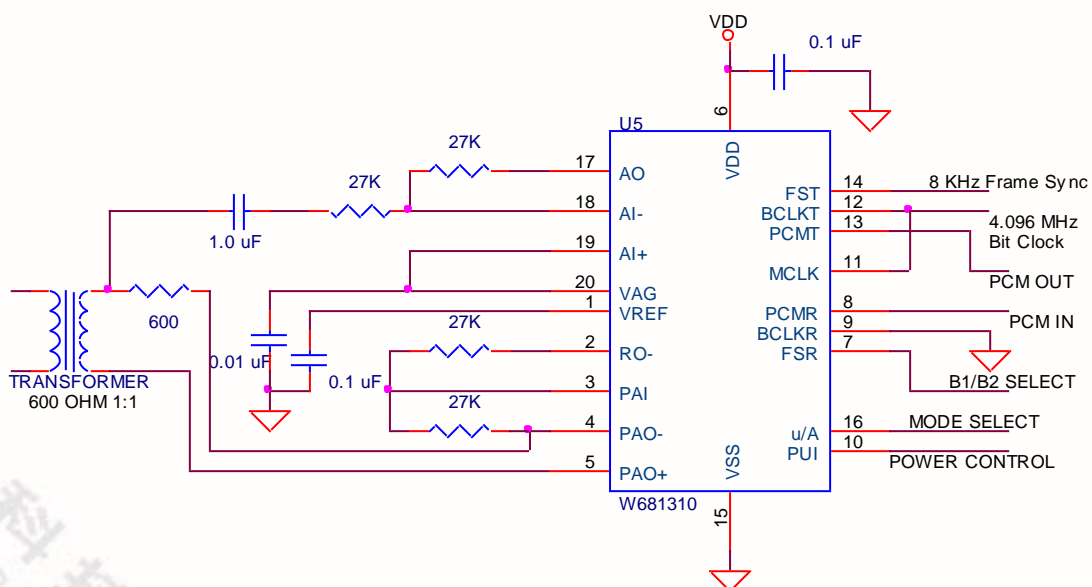 VDD
0.1 uF
6
U5
VDD
27K
17
AO
27K
18
AI-
1.0 uF
19
AI+
20
VAG
1
VREF
600
27K
2
RO-
0.01 uF
0.1 uF
3
PAI
TRANSFORMER
600 OHM 1:1
27K
4
PAO-
5
PAO+
FST
14
8 KHz Frame Sync
BCLKT
12
4.096 MHz
Bit Clock
PCMT
13
MCLK
11
PCM OUT
PCMR
8
PCM IN
BCLKR
9
FSR
7
B1/B2 SELECT
u/A
16
MODE SELECT
PUI
10
POWER CONTROL
VSS
W681310
15
科